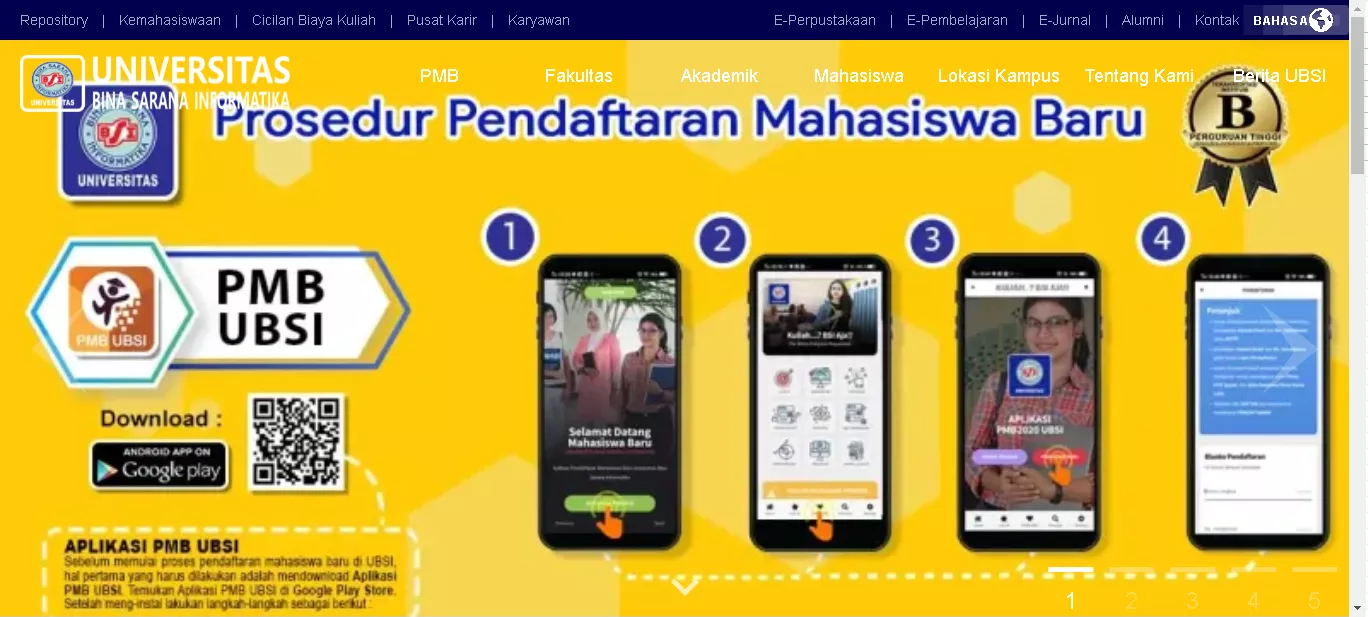 Repository | Kemahasiswaan | Cicilan Biaya Kuliah | Pusat Karir | Karyawan
E-Perpustakaan | E-Pembelajaran | E-Jurnal | Alumni | Kontak
BAHASA
UNIVERSITAS
BINA SARANA INFORMATIKA
UNIVERSITAS
PMB Fakultas Akademik Mahasiswa Lokasi Kampus Tentang Kami Berita UBSI
Prosedur Pendaftaran Mahasiswa Baru
BSI
UNIVERSITAS
B
PERGURUAN TINGGI
1 2 3 4
PMB UBSI
PMB
UBSI
Download :
ANDROID APP ON
Google play
APLIKASI PMB UBSI
Sebelum memulai proses pendaftaran mahasiswa baru di UBSI,
hal pertama yang harus dilakukan adalah mendownload Aplikasi
PMB UBSI. Temukan Aplikasi PMB UBSI di Google Play Store.
Setelah meng-instal lakukan langkah-langkah sebagai berikut :
Selamat Datang
Mahasiswa Baru
Kuliah...? BSI Aja!!
KULIAH...? BSI AJA!!
APLIKASI
PMB2020 UBSI
Petunjuk
Blanko Pendaftaran
1 2 3 4 5